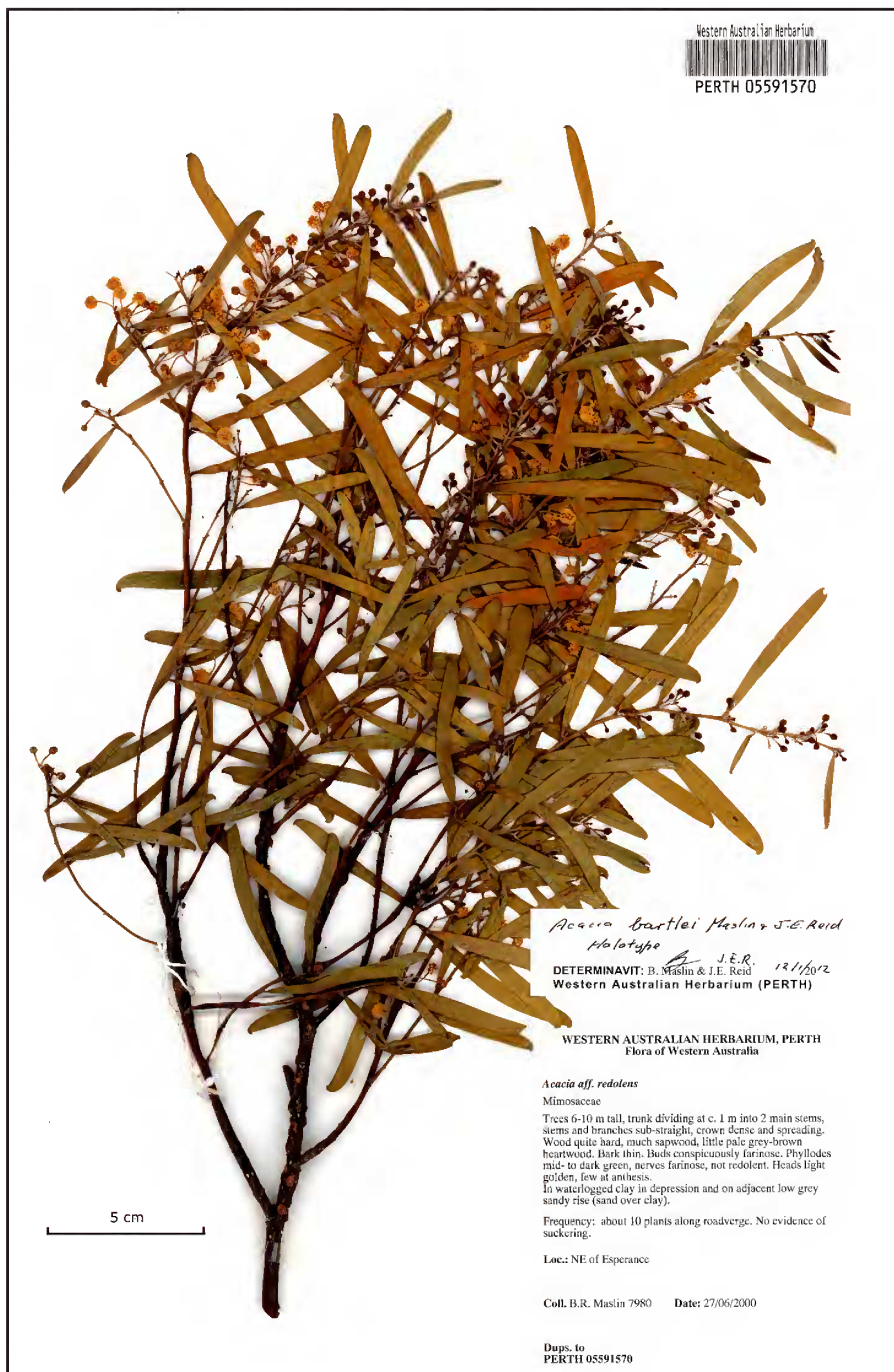 Western Australian Herbarium
PERTH 05591570
Acacia bartlei Maslin & J.E. Reid
Holotype
J.E.R.
DETERMINAVIT: B. Maslin & J.E. Reid 12/1/2012
Western Australian Herbarium (PERTH)
WESTERN AUSTRALIAN HERBARIUM, PERTH
Flora of Western Australia
Acacia aff. redolens
Mimosaceae
Trees 6-10 m tall, trunk dividing at c. 1 m into 2 main stems,
stems and branches sub-straight, crown dense and spreading.
Wood quite hard, much sapwood, little pale grey-brown
heartwood. Bark thin. Buds conspicuously farinose. Phyllodes
mid- to dark green, nerves farinose, not redolent. Heads light
golden, few at anthesis.
In waterlogged clay in depression and on adjacent low grey
sandy rise (sand over clay).
Frequency: about 10 plants along roadverge. No evidence of
suckering.
Loc.: NE of Esperance
Coll. B.R. Maslin 7980 Date: 27/06/2000
Dups. to
PERTH 05591570
5 cm